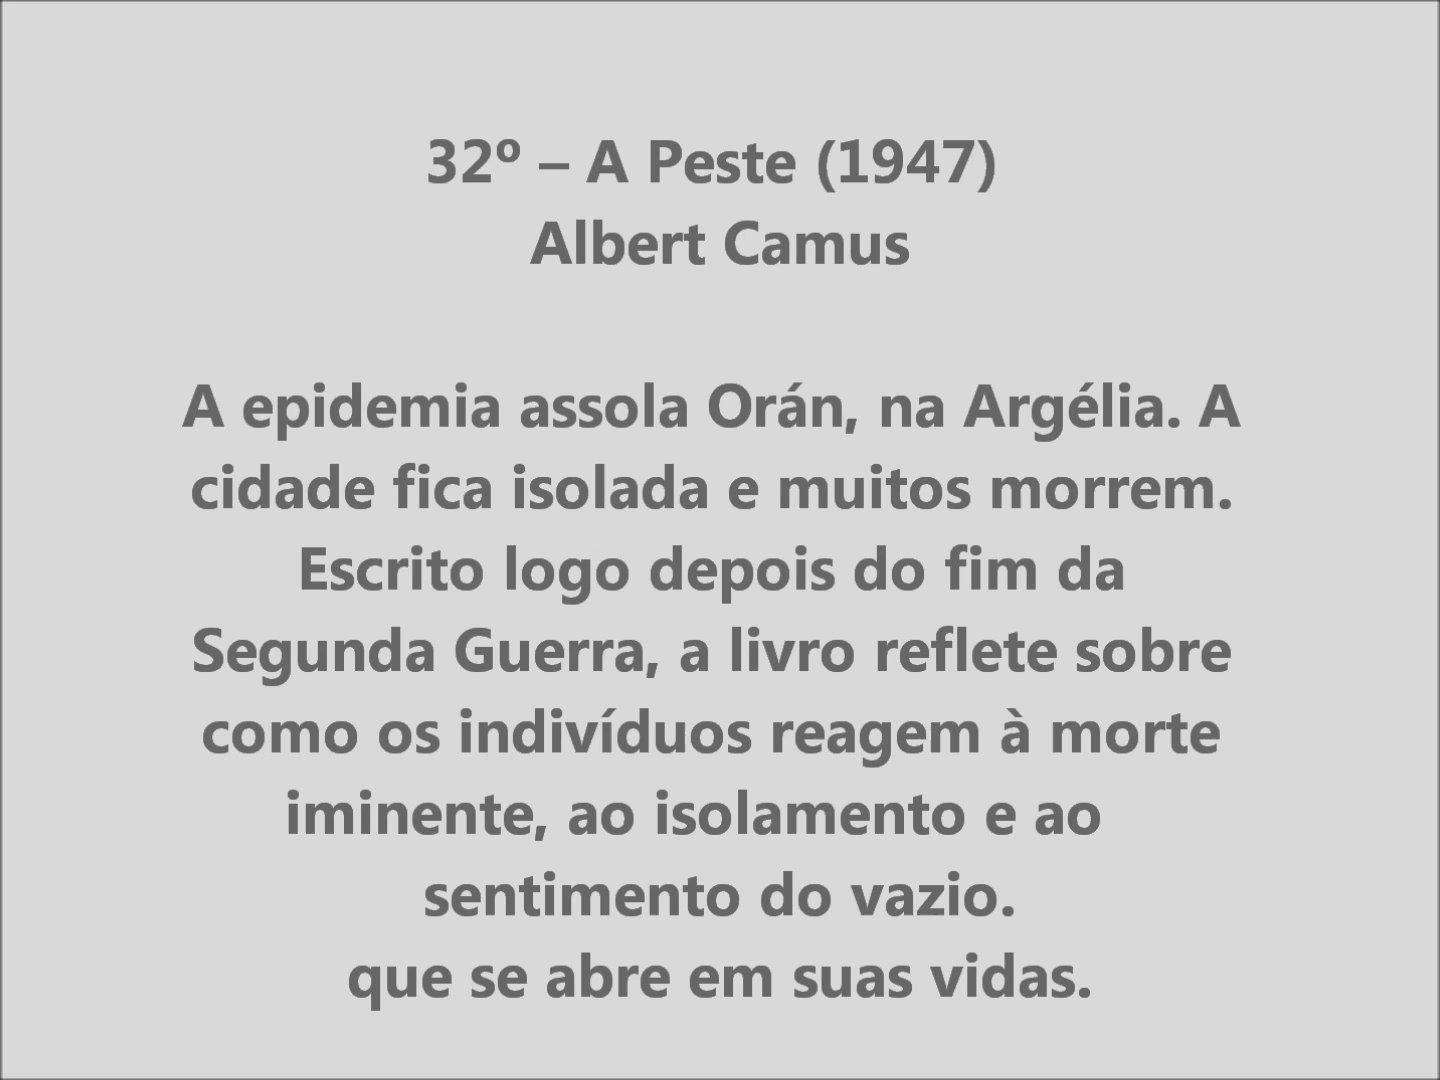 32º – A Peste (1947)
Albert Camus
A epidemia assola Orán, na Argélia. A
cidade fica isolada e muitos morrem.
Escrito logo depois do fim da
Segunda Guerra, a livro reflete sobre
como os indivíduos reagem à morte
iminente, ao isolamento e ao
sentimento do vazio.
que se abre em suas vidas.